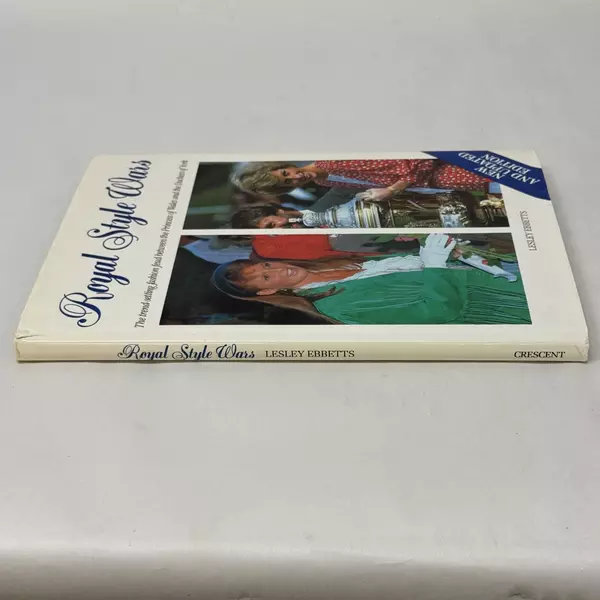 Royal Style Wars
The trend-setting fashion feud between the Princess of Wales and the Duchess of York
NEW
AND UPDATED
EDITION
LESLEY EBBETTS
Royal Style Wars LESLEY EBBETTS CRESCENT